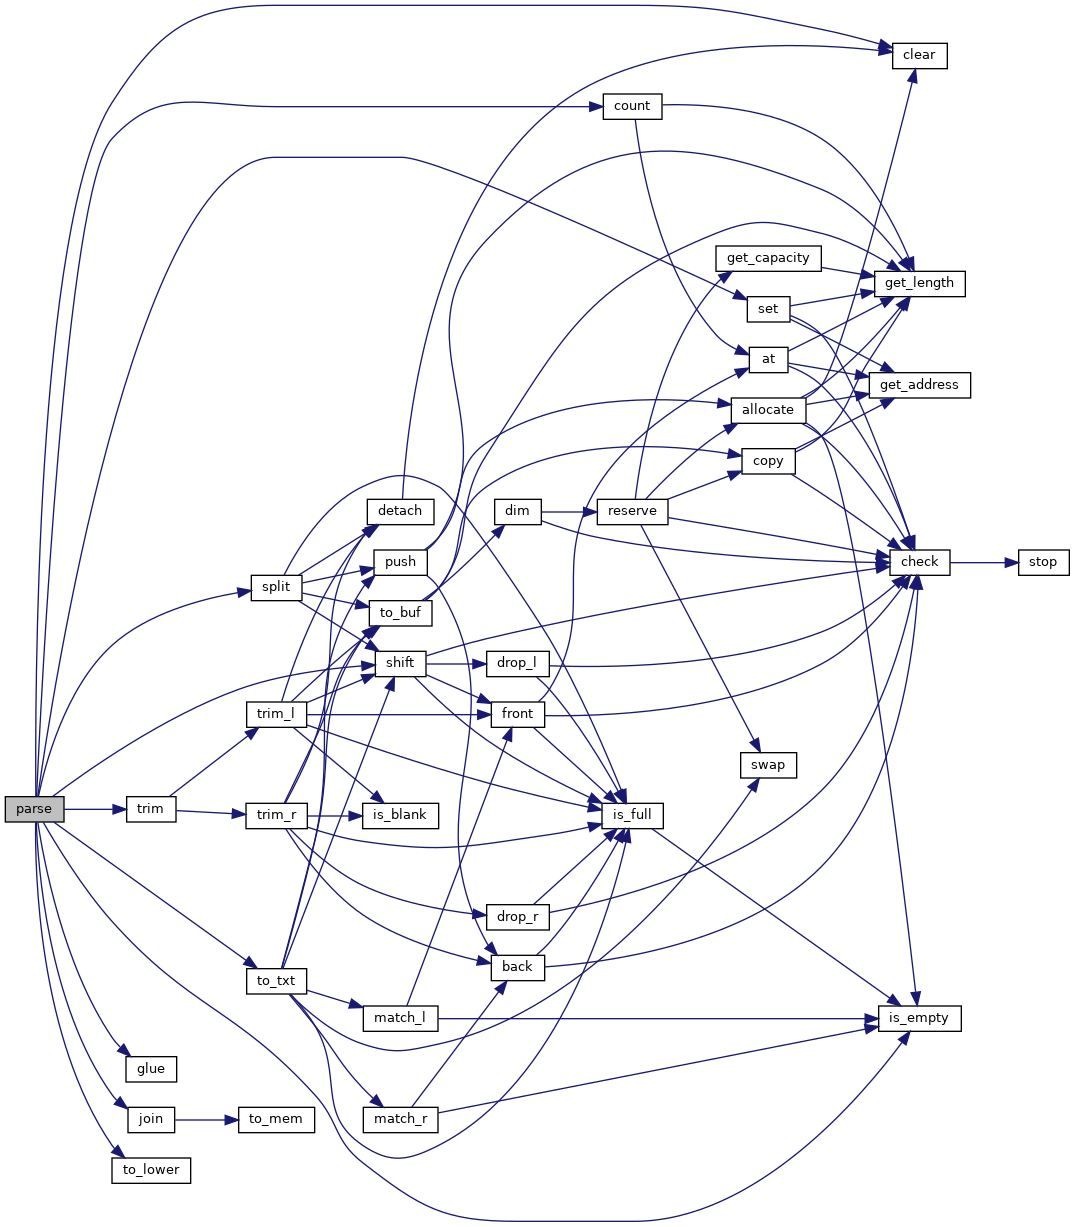 clear
count
get_capacity
get_length
set
at
get_address
allocate
copy
detach
dim
reserve
push
check
stop
split
to_buf
shift
drop_l
trim_l
front
swap
parse
trim
trim_r
is_blank
is_full
drop_r
back
to_txt
match_l
is_empty
glue
join
to_mem
match_r
to_lower